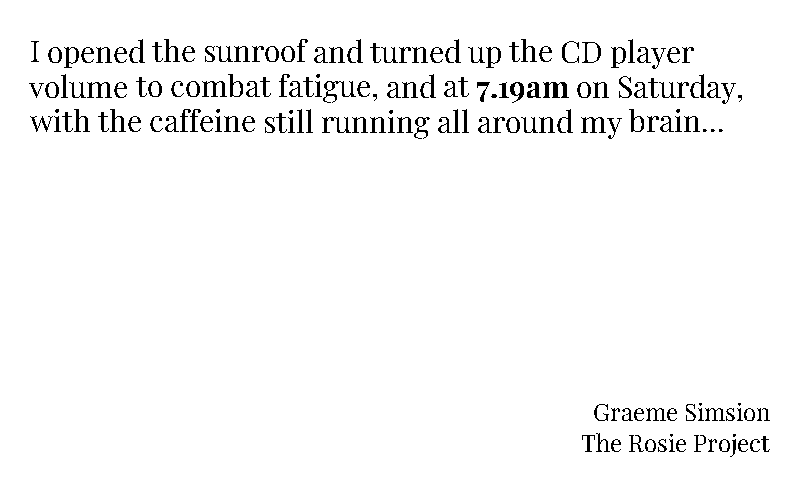 I opened the sunroof and turned up the CD player
volume to combat fatigue, and at 7.19am on Saturday,
with the caffeine still running all around my brain...
Graeme Simsion
The Rosie Project